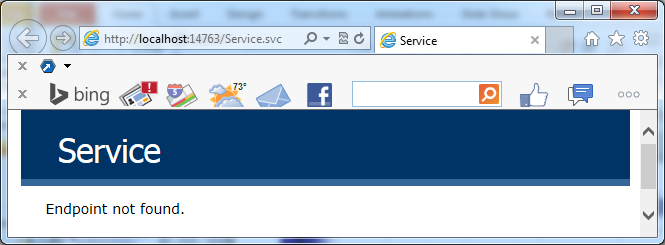 http://localhost:14763/Service.svc
Service
bing
73°
Service
Endpoint not found.